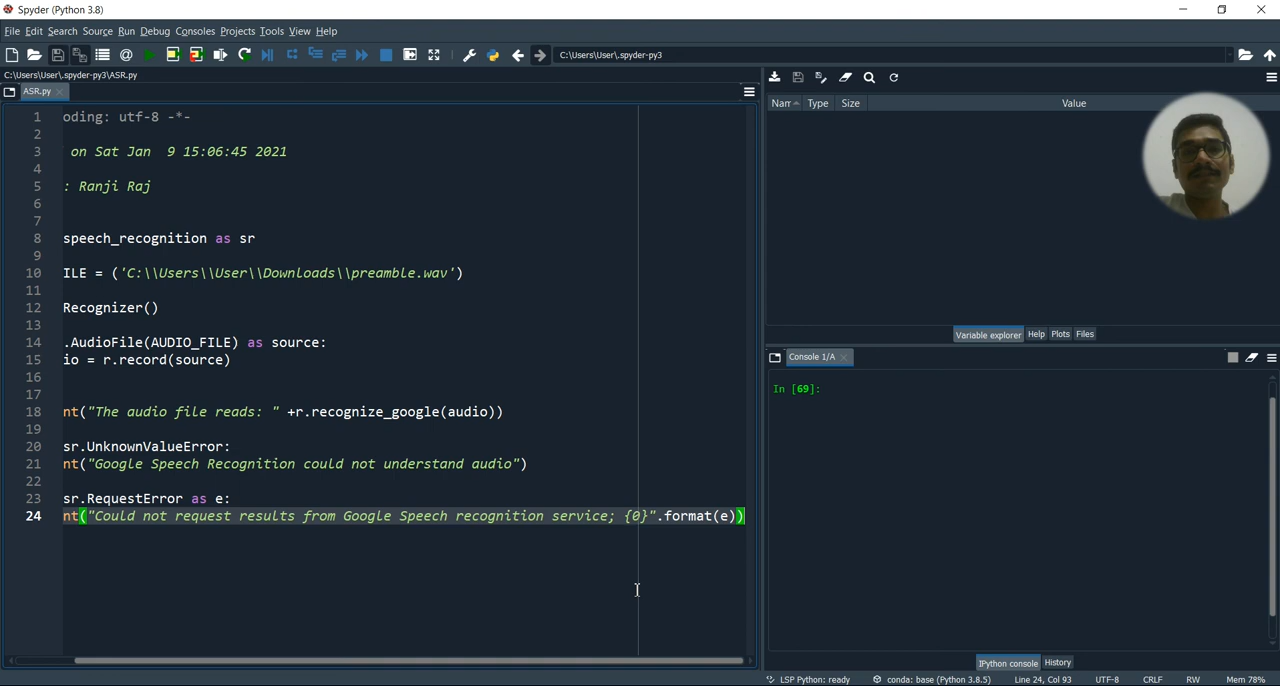 Spyder (Python 3.8)
File Edit Search Source Run Debug Consoles Projects Tools View Help
C:\Users\User\.spyder-py3
C:\Users\User\.spyder-py3\ASR.py
ASR.py
1 oding: utf-8 -*-
2
3 on Sat Jan  9 15:06:45 2021
4
5 : Ranji Raj
6
7
8 speech_recognition as sr
9
10 ILE = ('C:\\Users\\User\\Downloads\\preamble.wav')
11
12 Recognizer()
13
14 .AudioFile(AUDIO_FILE) as source:
15 io = r.record(source)
16
17
18 nt("The audio file reads: " +r.recognize_google(audio))
19
20 sr.UnknownValueError:
21 nt("Google Speech Recognition could not understand audio")
22
23 sr.RequestError as e:
24 nt("Could not request results from Google Speech recognition service; {0}".format(e))
Nam Type Size Value
Variable explorer Help Plots Files
Console 1/A
In [69]:
IPython console History
LSP Python: ready conda: base (Python 3.8.5) Line 24, Col 93 UTF-8 CRLF RW Mem 78%